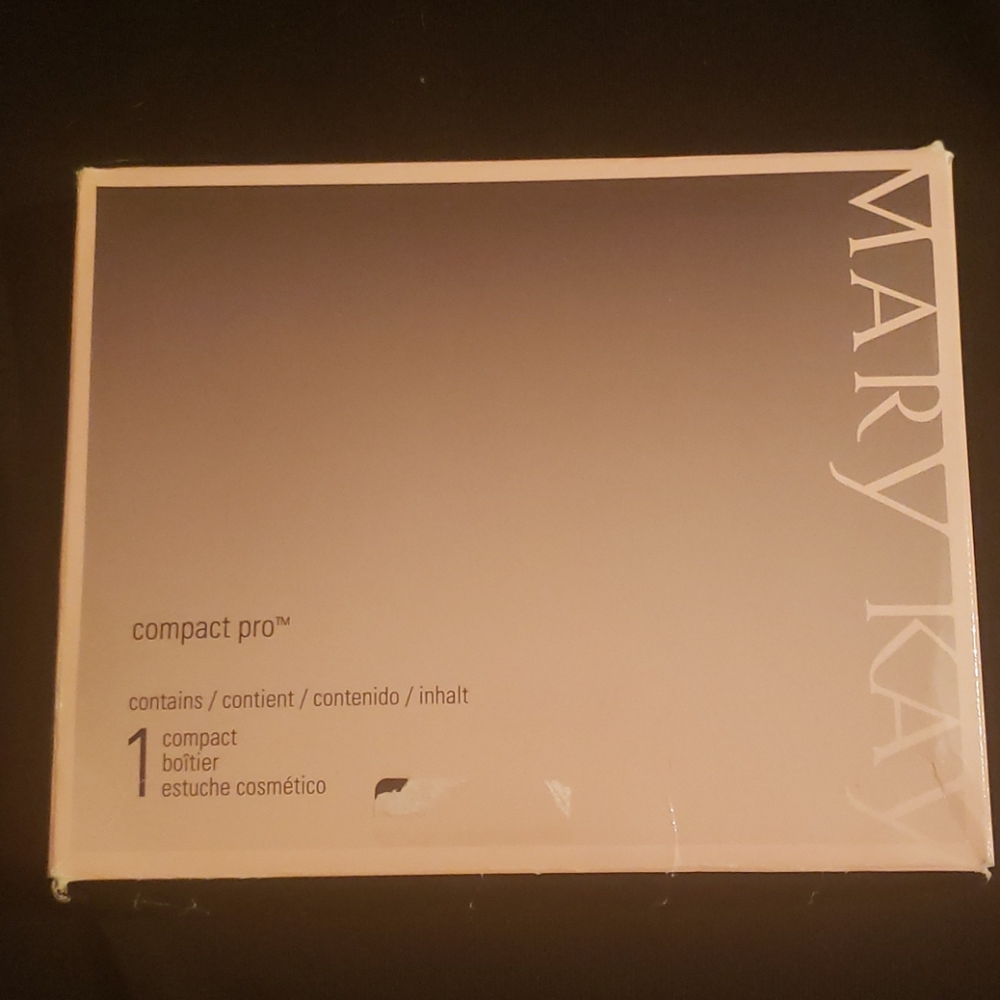 MARY KAY
compact pro™
contains / contient / contenido / inhalt
1 compact
boîtier
estuche cosmético